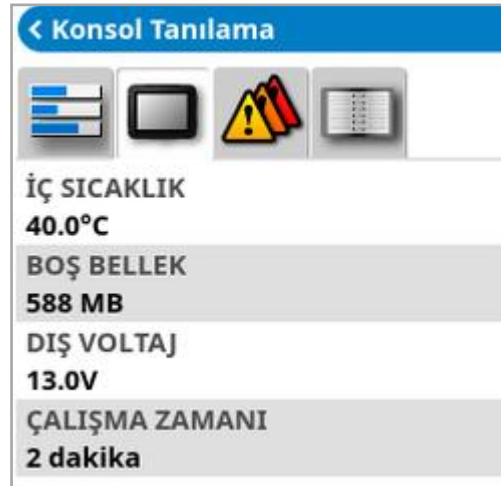 < Konsol Tanılama
İÇ SICAKLIK
40.0°C
BOŞ BELLEK
588 MB
DIŞ VOLTAJ
13.0V
ÇALIŞMA ZAMANI
2 dakika